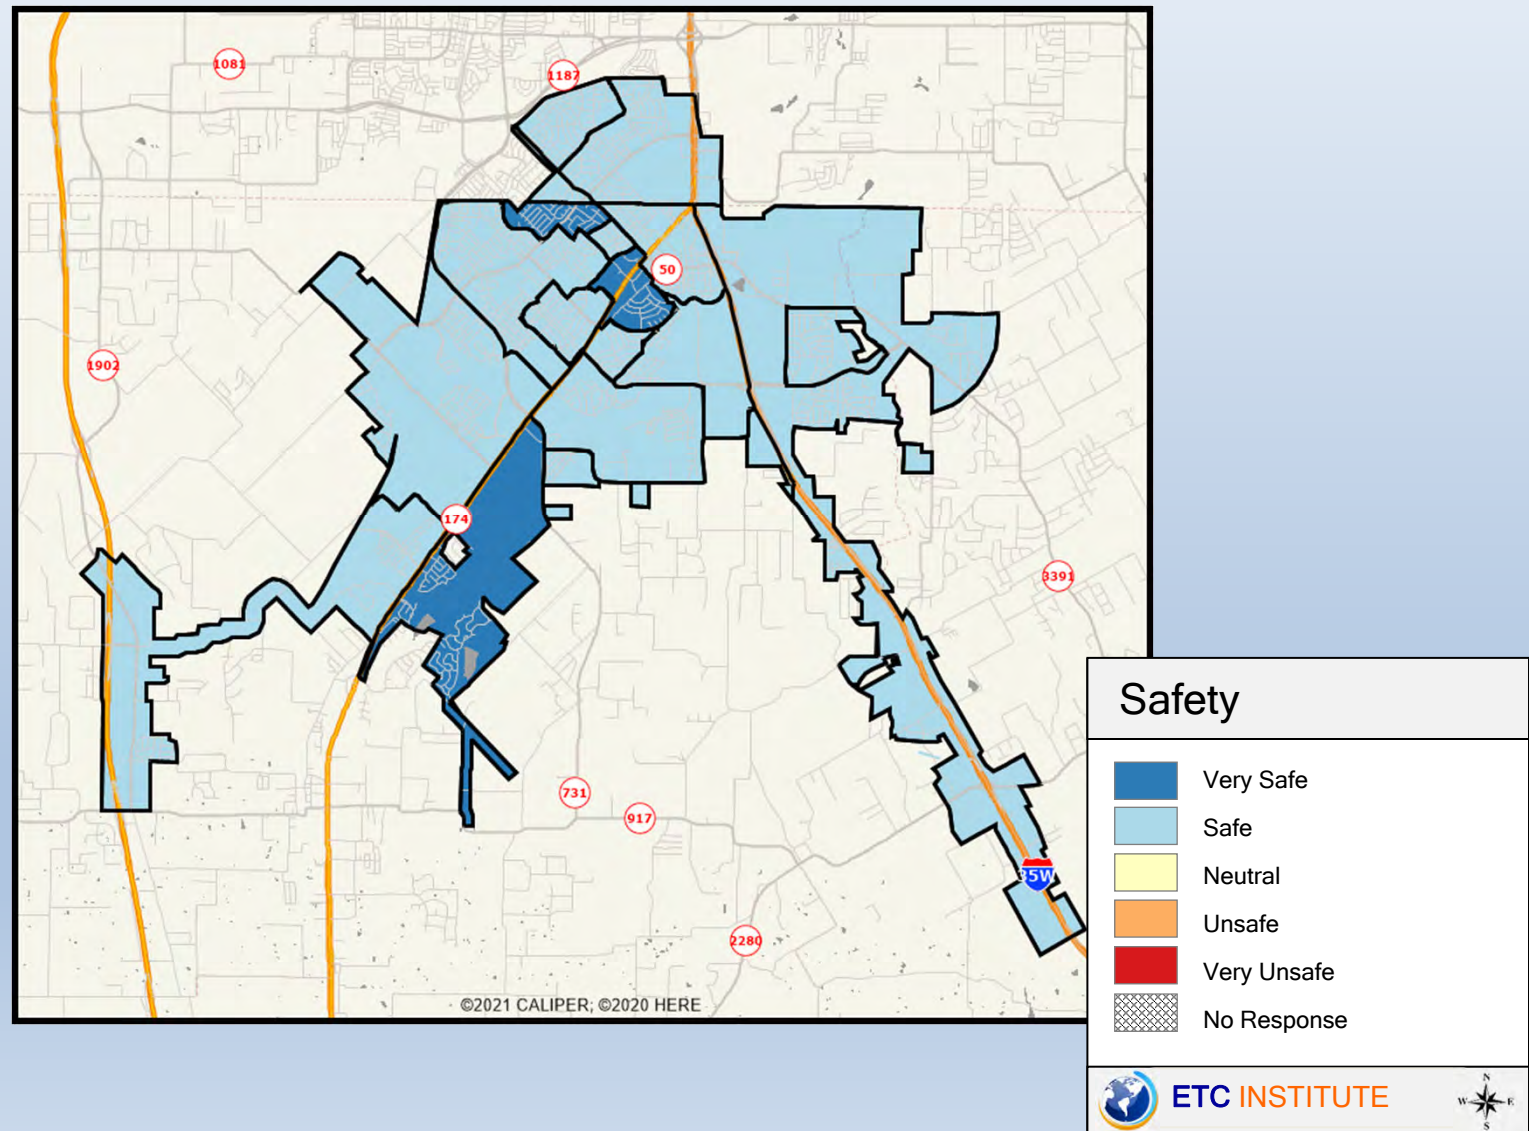 1081
1187
50
1902
174
3391
731
917
35W
2280
©2021 CALIPER; ©2020 HERE
Safety
Very Safe
Safe
Neutral
Unsafe
Very Unsafe
No Response
ETC INSTITUTE
N
W E
S